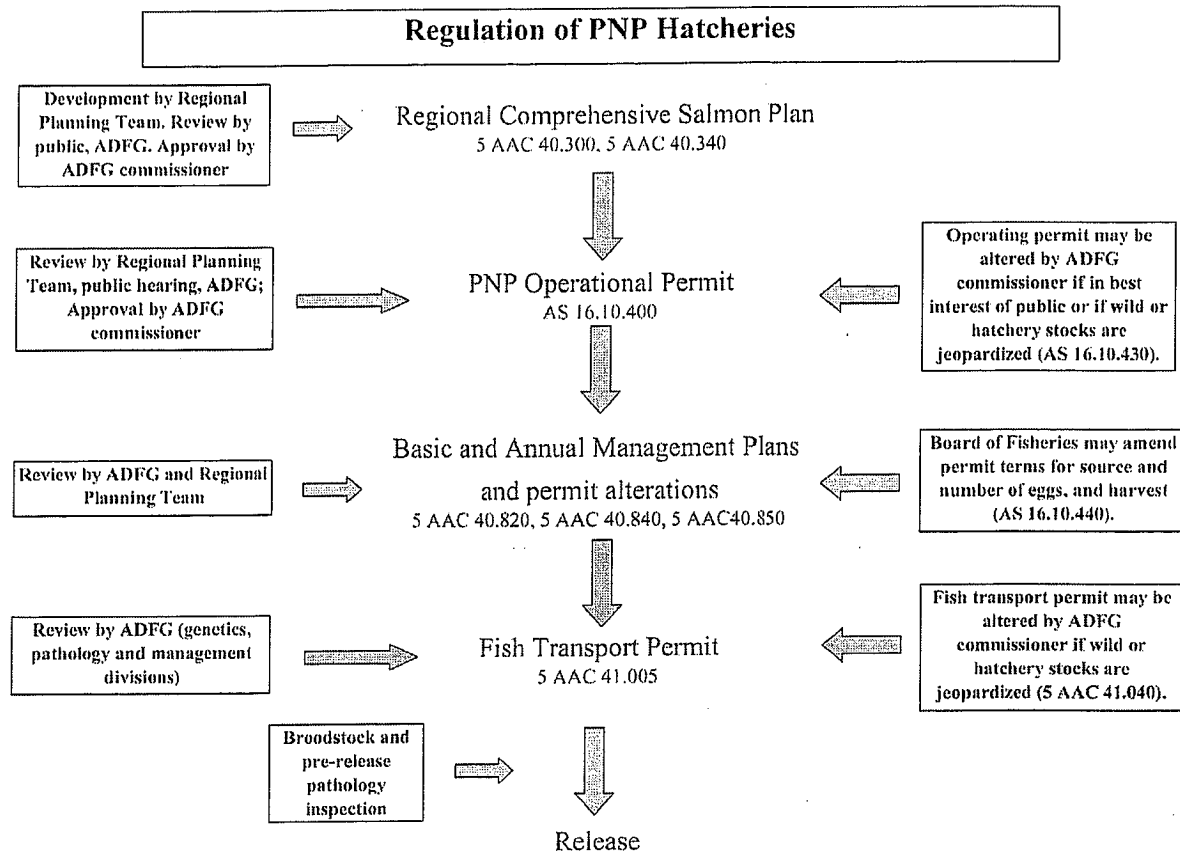 Regulation of PNP Hatcheries
Development by Regional
Planning Team. Review by
public, ADFG. Approval by
ADFG commissioner
Regional Comprehensive Salmon Plan
5 AAC 40.300, 5 AAC 40.340
Review by Regional Planning
Team, public hearing, ADFG;
Approval by ADFG
commissioner
PNP Operational Permit
AS 16.10.400
Operating permit may be
altered by ADFG
commissioner if in best
interest of public or if wild or
hatchery stocks are
jeopardized (AS 16.10.430).
Review by ADFG and Regional
Planning Team
Basic and Annual Management Plans
and permit alterations
5 AAC 40.820, 5 AAC 40.840, 5 AAC40.850
Board of Fisheries may amend
permit terms for source and
number of eggs, and harvest
(AS 16.10.440).
Review by ADFG (genetics,
pathology and management
divisions)
Fish Transport Permit
5 AAC 41.005
Fish transport permit may be
altered by ADFG
commissioner if wild or
hatchery stocks are
jeopardized (5 AAC 41.040).
Broodstock and
pre-release
pathology
inspection
Release